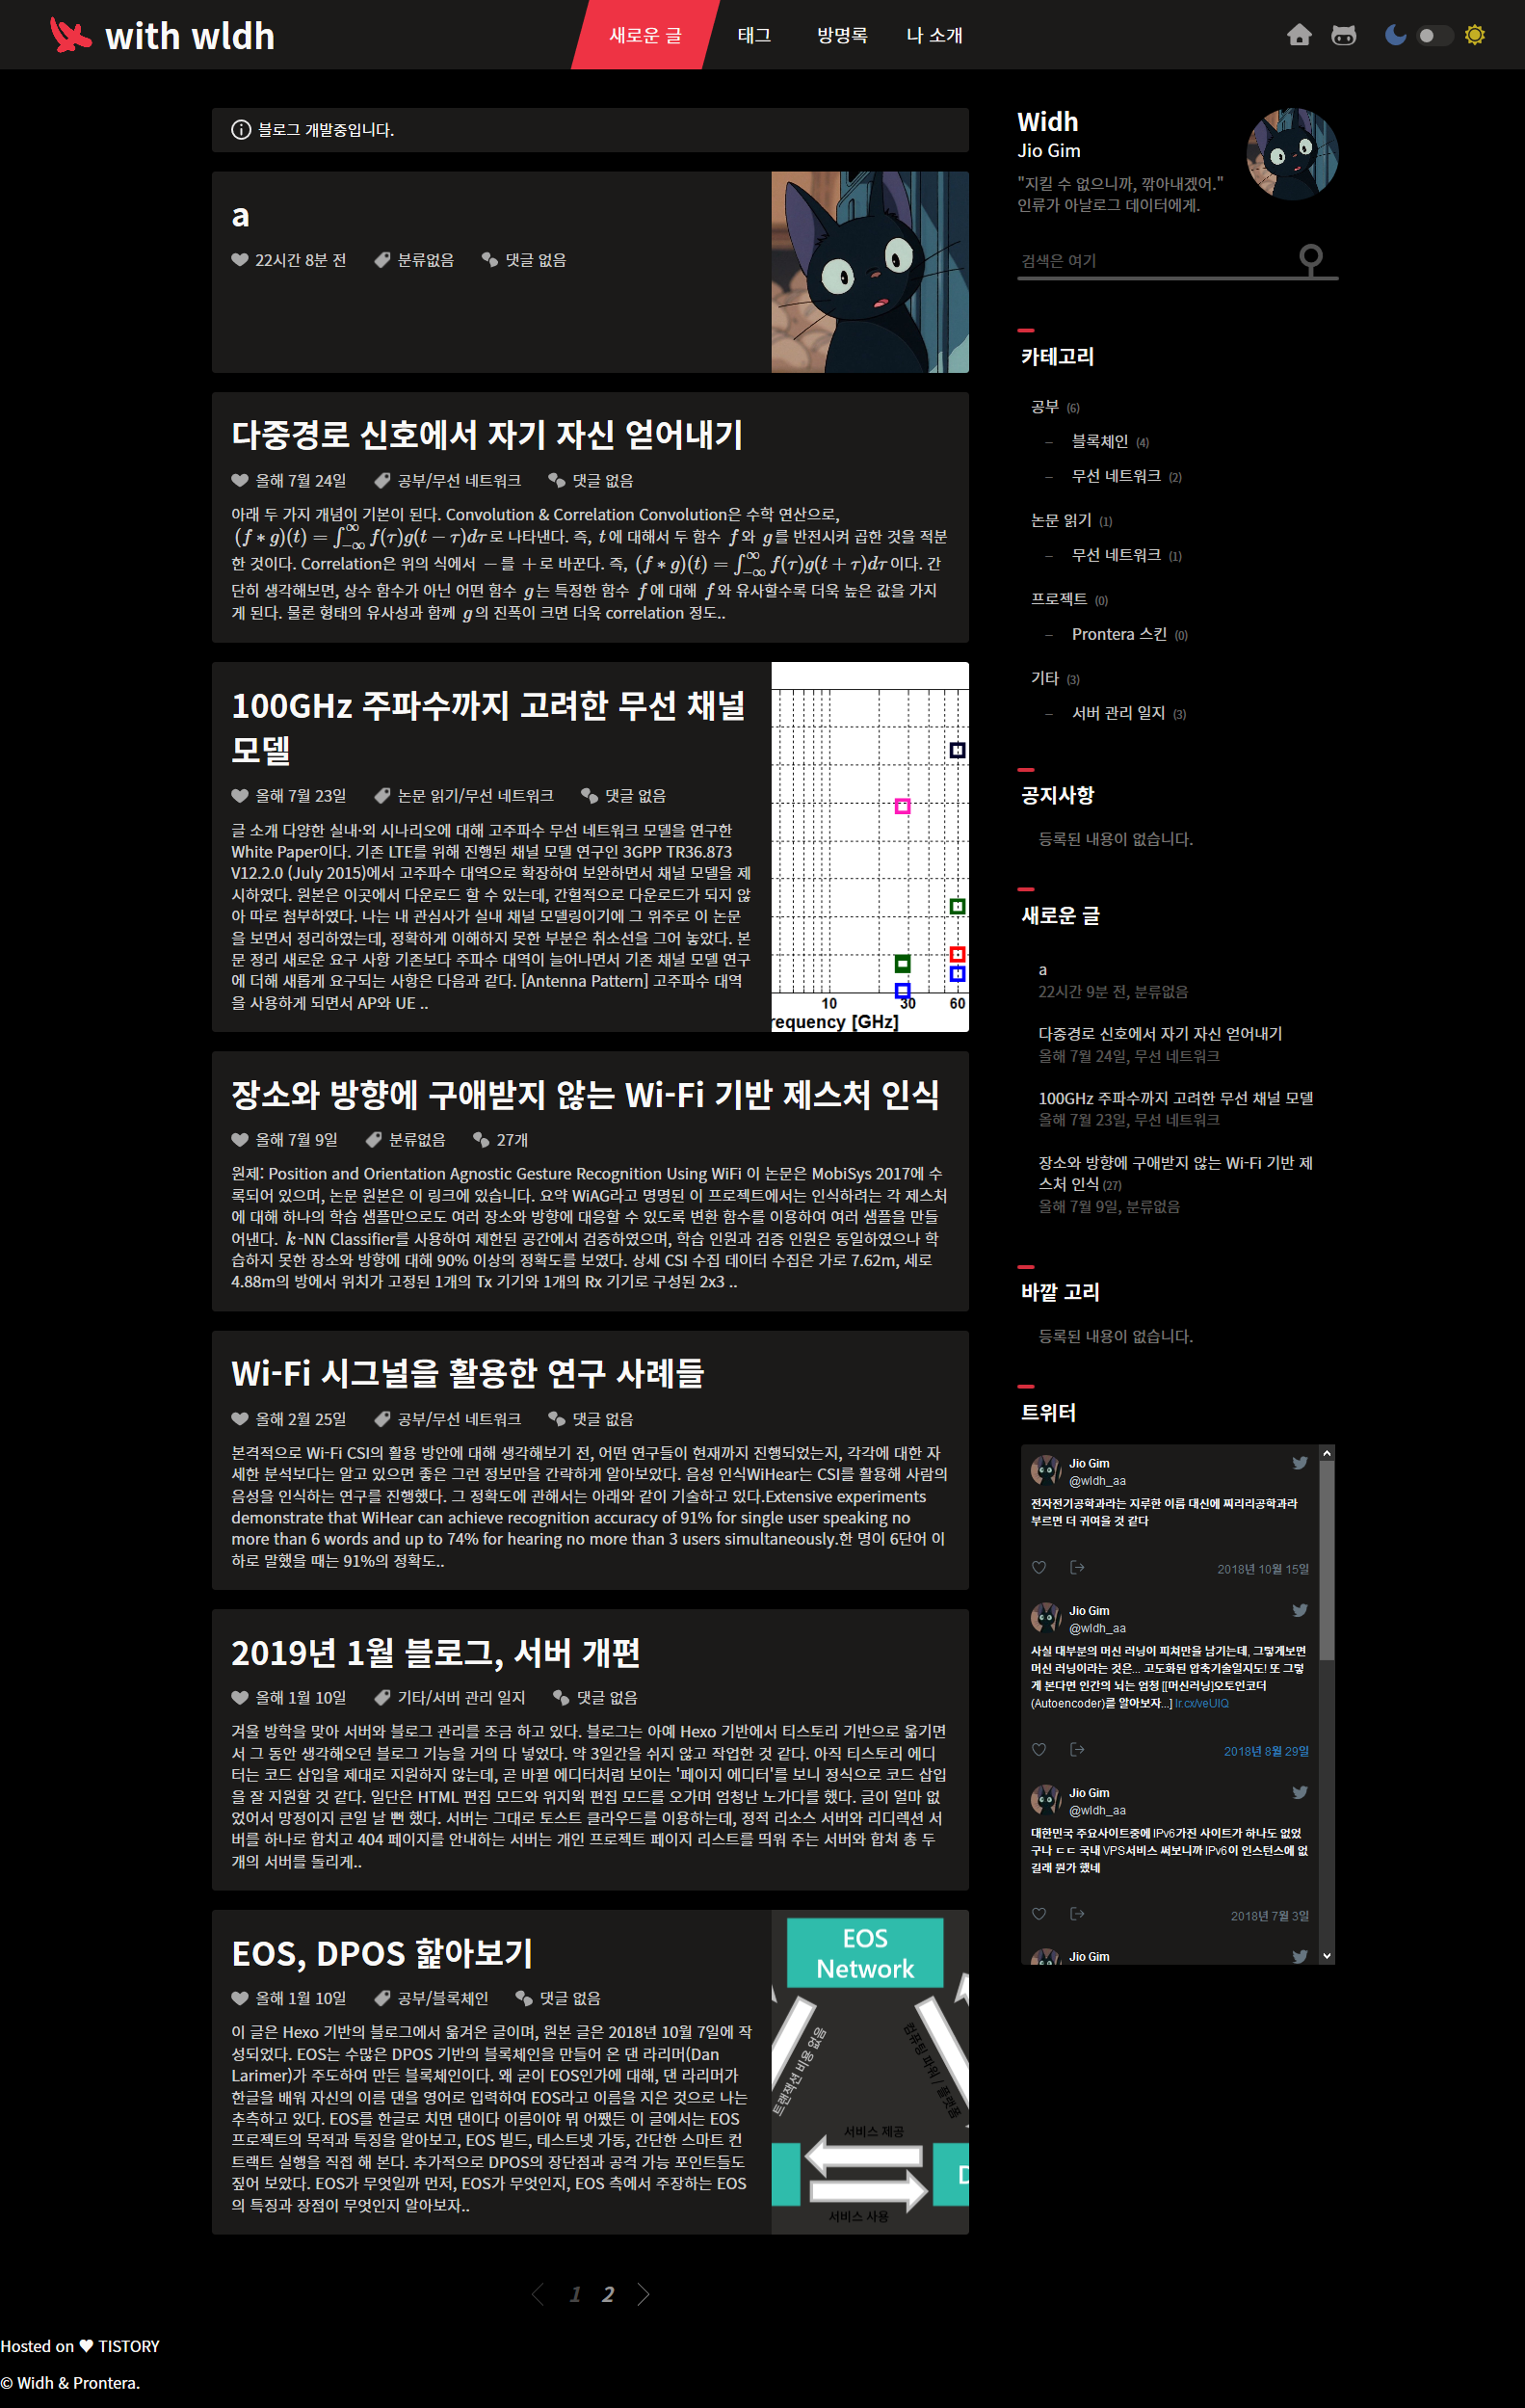 with wldh
새로운 글
태그
방명록
나 소개
블로그 개발중입니다.
a
22시간 8분 전 분류없음 댓글 없음
다중경로 신호에서 자기 자신 얻어내기
올해 7월 24일 공부/무선 네트워크 댓글 없음
아래 두 가지 개념이 기본이 된다. Convolution & Correlation Convolution은 수학 연산으로,
(f ∗ g)(t) = ∫_{−∞}^{∞} f(τ)g(t − τ)dτ로 나타낸다. 즉, t에 대해서 두 함수 f와 g를 반전시켜 곱한 것을 적분
한 것이다. Correlation은 위의 식에서 −를 +로 바꾼다. 즉, (f ∗ g)(t) = ∫_{−∞}^{∞} f(τ)g(t + τ)dτ이다. 간
단히 생각해보면, 상수 함수가 아닌 어떤 함수 g는 특정한 함수 f에 대해 f와 유사할수록 더욱 높은 값을 가지
게 된다. 물론 형태의 유사성과 함께 g의 진폭이 크면 더욱 correlation 정도..
100GHz 주파수까지 고려한 무선 채널
모델
올해 7월 23일 논문 읽기/무선 네트워크 댓글 없음
글 소개 다양한 실내·외 시나리오에 대해 고주파수 무선 네트워크 모델을 연구한
White Paper이다. 기존 LTE를 위해 진행된 채널 모델 연구인 3GPP TR36.873
V12.2.0 (July 2015)에서 고주파수 대역으로 확장하여 보완하면서 채널 모델을 제
시하였다. 원본은 이곳에서 다운로드 할 수 있는데, 간헐적으로 다운로드가 되지 않
아 따로 첨부하였다. 나는 내 관심사가 실내 채널 모델링이기에 그 위주로 이 논문
을 보면서 정리하였는데, 정확하게 이해하지 못한 부분은 취소선을 그어 놓았다. 본
문 정리 새로운 요구 사항 기존보다 주파수 대역이 늘어나면서 기존 채널 모델 연구
에 더해 새롭게 요구되는 사항은 다음과 같다. [Antenna Pattern] 고주파수 대역
을 사용하게 되면서 AP와 UE ..
10 30 60
requency [GHz]
장소와 방향에 구애받지 않는 Wi-Fi 기반 제스처 인식
올해 7월 9일 분류없음 27개
원제: Position and Orientation Agnostic Gesture Recognition Using WiFi 이 논문은 MobiSys 2017에 수
록되어 있으며, 논문 원본은 이 링크에 있습니다. 요약 WiAG라고 명명된 이 프로젝트에서는 인식하려는 각 제스처
에 대해 하나의 학습 샘플만으로도 여러 장소와 방향에 대응할 수 있도록 변환 함수를 이용하여 여러 샘플을 만들
어낸다. k-NN Classifier를 사용하여 제한된 공간에서 검증하였으며, 학습 인원과 검증 인원은 동일하였으나 학
습하지 못한 장소와 방향에 대해 90% 이상의 정확도를 보였다. 상세 CSI 수집 데이터 수집은 가로 7.62m, 세로
4.88m의 방에서 위치가 고정된 1개의 Tx 기기와 1개의 Rx 기기로 구성된 2x3 ..
Wi-Fi 시그널을 활용한 연구 사례들
올해 2월 25일 공부/무선 네트워크 댓글 없음
본격적으로 Wi-Fi CSI의 활용 방안에 대해 생각해보기 전, 어떤 연구들이 현재까지 진행되었는지, 각각에 대한 자
세한 분석보다는 알고 있으면 좋은 그런 정보만을 간략하게 알아보았다. 음성 인식WiHear는 CSI를 활용해 사람의
음성을 인식하는 연구를 진행했다. 그 정확도에 관해서는 아래와 같이 기술하고 있다.Extensive experiments
demonstrate that WiHear can achieve recognition accuracy of 91% for single user speaking no
more than 6 words and up to 74% for hearing no more than 3 users simultaneously.한 명이 6단어 이
하로 말했을 때는 91%의 정확도..
2019년 1월 블로그, 서버 개편
올해 1월 10일 기타/서버 관리 일지 댓글 없음
겨울 방학을 맞아 서버와 블로그 관리를 조금 하고 있다. 블로그는 아예 Hexo 기반에서 티스토리 기반으로 옮기면
서 그 동안 생각해오던 블로그 기능을 거의 다 넣었다. 약 3일간을 쉬지 않고 작업한 것 같다. 아직 티스토리 에디
터는 코드 삽입을 제대로 지원하지 않는데, 곧 바뀔 에디터처럼 보이는 '페이지 에디터'를 보니 정식으로 코드 삽입
을 잘 지원할 것 같다. 일단은 HTML 편집 모드와 위지윅 편집 모드를 오가며 엄청난 노가다를 했다. 글이 얼마 없
었어서 망정이지 큰일 날 뻔 했다. 서버는 그대로 토스트 클라우드를 이용하는데, 정적 리소스 서버와 리디렉션 서
버를 하나로 합치고 404 페이지를 안내하는 서버는 개인 프로젝트 페이지 리스트를 띄워 주는 서버와 합쳐 총 두
개의 서버를 돌리게..
EOS, DPOS 핥아보기
올해 1월 10일 공부/블록체인 댓글 없음
이 글은 Hexo 기반의 블로그에서 옮겨온 글이며, 원본 글은 2018년 10월 7일에 작
성되었다. EOS는 수많은 DPOS 기반의 블록체인을 만들어 온 댄 라리머(Dan
Larimer)가 주도하여 만든 블록체인이다. 왜 굳이 EOS인가에 대해, 댄 라리머가
한글을 배워 자신의 이름 댄을 영어로 입력하여 EOS라고 이름을 지은 것으로 나는
추측하고 있다. EOS를 한글로 치면 댄이다 이름이야 뭐 어쨌든 이 글에서는 EOS
프로젝트의 목적과 특징을 알아보고, EOS 빌드, 테스트넷 가동, 간단한 스마트 컨
트랙트 실행을 직접 해 본다. 추가적으로 DPOS의 장단점과 공격 가능 포인트들도
짚어 보았다. EOS가 무엇일까 먼저, EOS가 무엇인지, EOS 측에서 주장하는 EOS
의 특징과 장점이 무엇인지 알아보자..
EOS
Network
트랜잭션 비용 없음
컴퓨팅 파워 / 플랫폼
서비스 제공
서비스 사용
1 2
Widh
Jio Gim
"지킬 수 없으니까, 깎아내겠어."
인류가 아날로그 데이터에게.
검색은 여기
카테고리
공부 (6)
– 블록체인 (4)
– 무선 네트워크 (2)
논문 읽기 (1)
– 무선 네트워크 (1)
프로젝트 (0)
– Prontera 스킨 (0)
기타 (3)
– 서버 관리 일지 (3)
공지사항
등록된 내용이 없습니다.
새로운 글
a
22시간 9분 전, 분류없음
다중경로 신호에서 자기 자신 얻어내기
올해 7월 24일, 무선 네트워크
100GHz 주파수까지 고려한 무선 채널 모델
올해 7월 23일, 무선 네트워크
장소와 방향에 구애받지 않는 Wi-Fi 기반 제
스처 인식 (27)
올해 7월 9일, 분류없음
바깥 고리
등록된 내용이 없습니다.
트위터
Jio Gim
@wldh_aa
전자전기공학과라는 지루한 이름 대신에 찌리리공학과라
부르면 더 귀여을 것 같다
2018년 10월 15일
Jio Gim
@wldh_aa
사실 대부분의 머신 러닝이 피쳐만을 남기는데, 그렇게보면
머신 러닝이라는 것은... 고도화된 압축기술일지도! 또 그렇
게 본다면 인간의 뇌는 엄청 [[머신러닝]오토인코더
(Autoencoder)를 알아보자...] lr.cx/veUIQ
2018년 8월 29일
Jio Gim
@wldh_aa
대한민국 주요사이트중에 IPv6가진 사이트가 하나도 없었
구나 ㄷㄷ 국내 VPS서비스 써보니까 IPv6이 인스턴스에 없
길래 뭔가 했네
2018년 7월 3일
Jio Gim
Hosted on ♥ TISTORY
© Widh & Prontera.